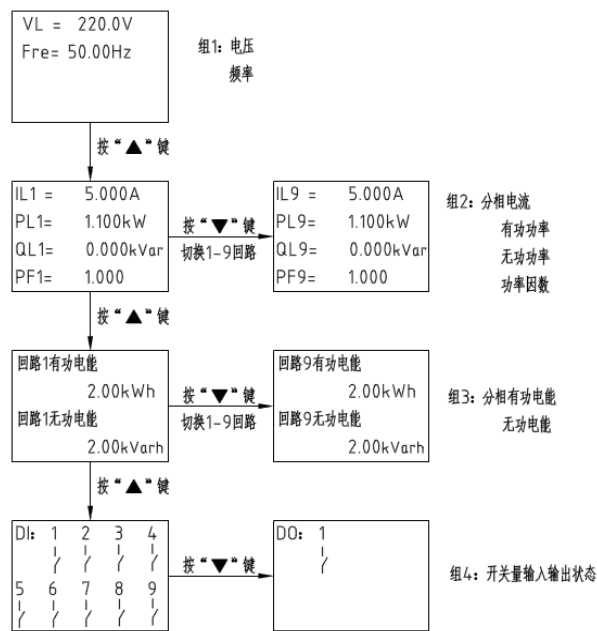 VL = 220.0V
Fre= 50.00Hz
组1: 电压
频率
按“▲”键
IL1 = 5.000A
PL1= 1.100kW
QL1= 0.000kVar
PF1= 1.000
按“▼”键
切换1-9回路
IL9 = 5.000A
PL9= 1.100kW
QL9= 0.000kVar
PF9= 1.000
组2: 分相电流
有功功率
无功功率
功率因数
按“▲”键
回路1有功电能
2.00kWh
回路1无功电能
2.00kVarh
按“▼”键
切换1-9回路
回路9有功电能
2.00kWh
回路9无功电能
2.00kVarh
组3: 分相有功电能
无功电能
按“▲”键
DI: 1 2 3 4
5 6 7 8 9
按“▼”键
DO: 1
组4: 开关量输入输出状态